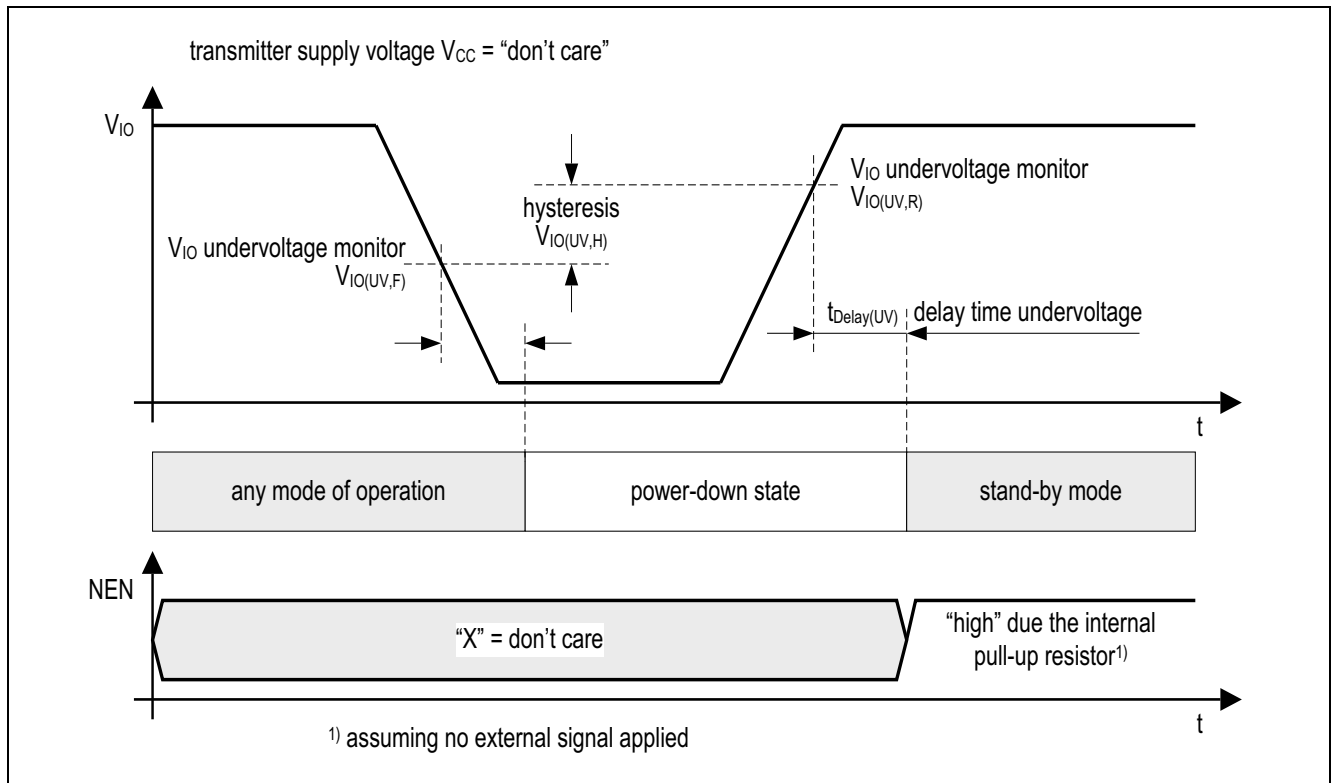 transmitter supply voltage VCC = “don’t care”
VIO
VIO undervoltage monitor
VIO(UV,R)
hysteresis
VIO(UV,H)
VIO undervoltage monitor
VIO(UV,F)
tDelay(UV) delay time undervoltage
t
any mode of operation
power-down state
stand-by mode
NEN
“X” = don’t care
“high” due the internal
pull-up resistor1)
t
1) assuming no external signal applied